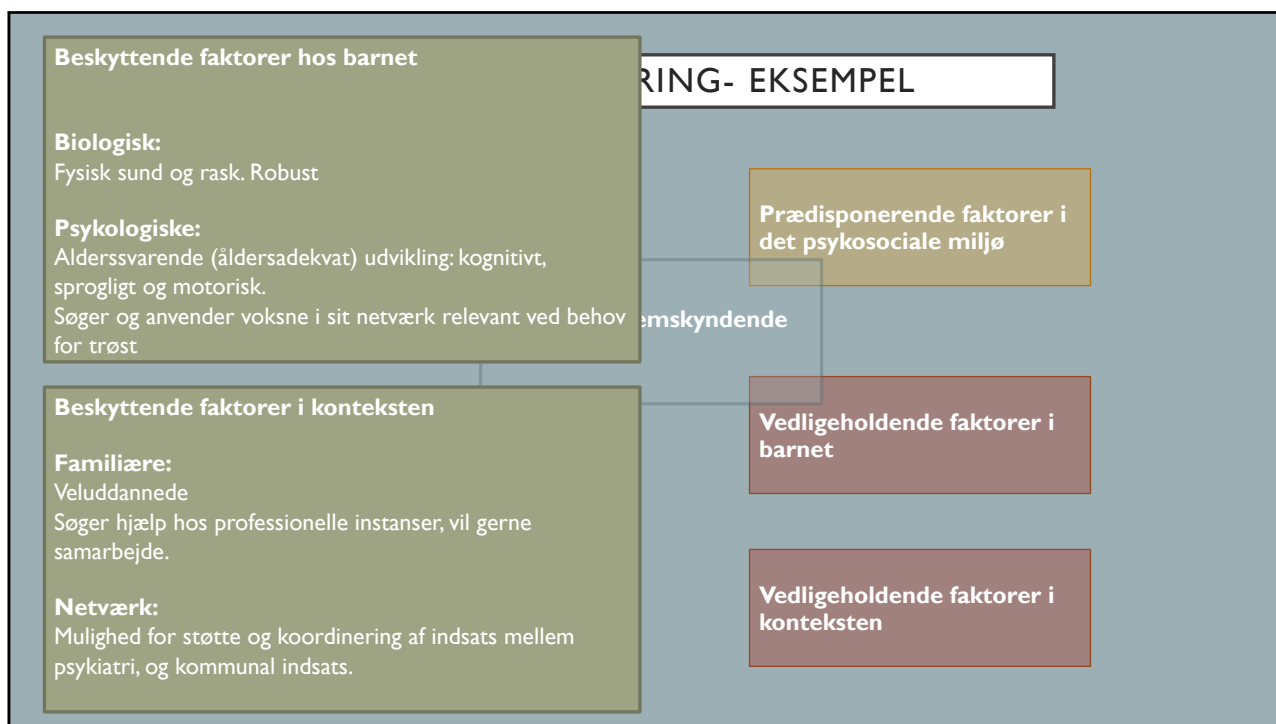 Beskyttende faktorer hos barnet
Biologisk:
Fysisk sund og rask. Robust
Psykologiske:
Alderssvarende (åldersadekvat) udvikling: kognitivt,
sprogligt og motorisk.
Søger og anvender voksne i sit netværk relevant ved behov
for trøst
Beskyttende faktorer i konteksten
Familiære:
Veluddannede
Søger hjælp hos professionelle instanser, vil gerne
samarbejde.
Netværk:
Mulighed for støtte og koordinering af indsats mellem
psykiatri, og kommunal indsats.
RING- EKSEMPEL
Prædisponerende faktorer i
det psykosociale miljø
emskyndende
Vedligeholdende faktorer i
barnet
Vedligeholdende faktorer i
konteksten